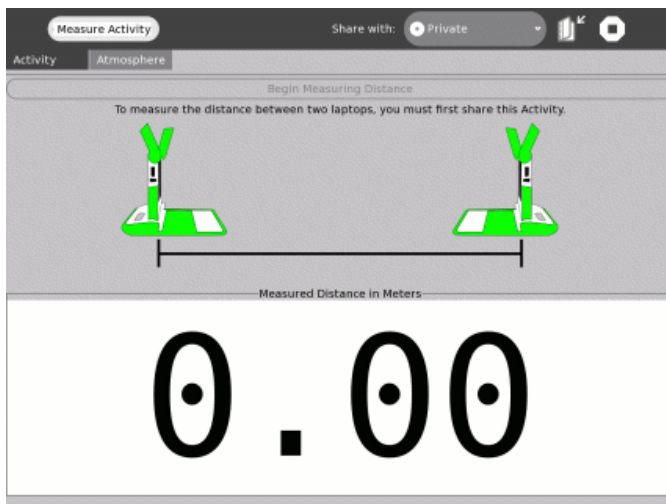 Measure Activity Share with: Private
Activity Atmosphere
Begin Measuring Distance
To measure the distance between two laptops, you must first share this Activity.
Measured Distance in Meters
0.00